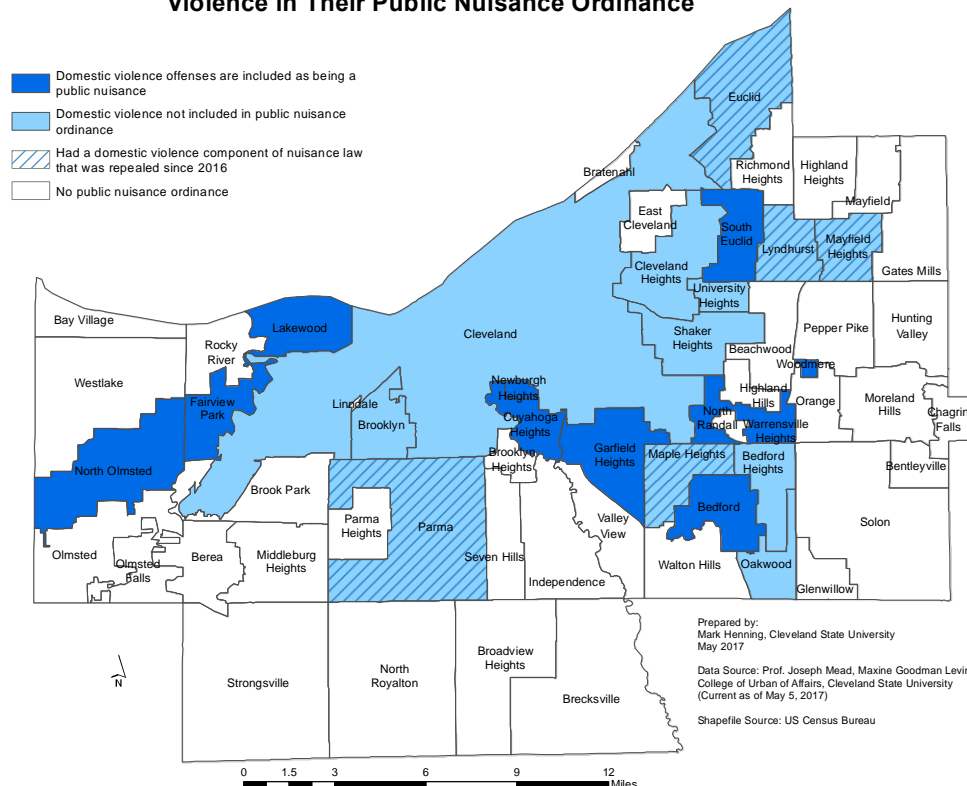 Violence in Their Public Nuisance Ordinance
Domestic violence offenses are included as being a
public nuisance
Domestic violence not included in public nuisance
ordinance
Had a domestic violence component of nuisance law
that was repealed since 2016
No public nuisance ordinance
Euclid
Bratenahl
Richmond
Heights
Highland
Heights
Mayfield
East
Cleveland
South
Euclid
Lyndhurst
Mayfield
Heights
Gates Mills
Cleveland
Heights
University
Heights
Bay Village
Lakewood
Cleveland
Shaker
Heights
Pepper Pike
Hunting
Valley
Rocky
River
Beachwood
Woodmere
Westlake
Newburgh
Heights
Highland
Hills
Orange
Moreland
Hills
Chagrin
Falls
Fairview
Park
Linndale
Brooklyn
Cuyahoga
Heights
North
Randall
Warrensville
Heights
Garfield
Heights
Maple Heights
Bedford
Heights
Brooklyn
Heights
Bentleyville
North Olmsted
Brook Park
Parma
Heights
Parma
Valley
View
Bedford
Solon
Olmsted
Olmsted
Falls
Berea
Middleburg
Heights
Seven Hills
Independence
Walton Hills
Oakwood
Glenwillow
Strongsville
North
Royalton
Broadview
Heights
Brecksville
N
Prepared by:
Mark Henning, Cleveland State University
May 2017
Data Source: Prof. Joseph Mead, Maxine Goodman Levin
College of Urban of Affairs, Cleveland State University
(Current as of May 5, 2017)
Shapefile Source: US Census Bureau
0 1.5 3 6 9 12
Miles